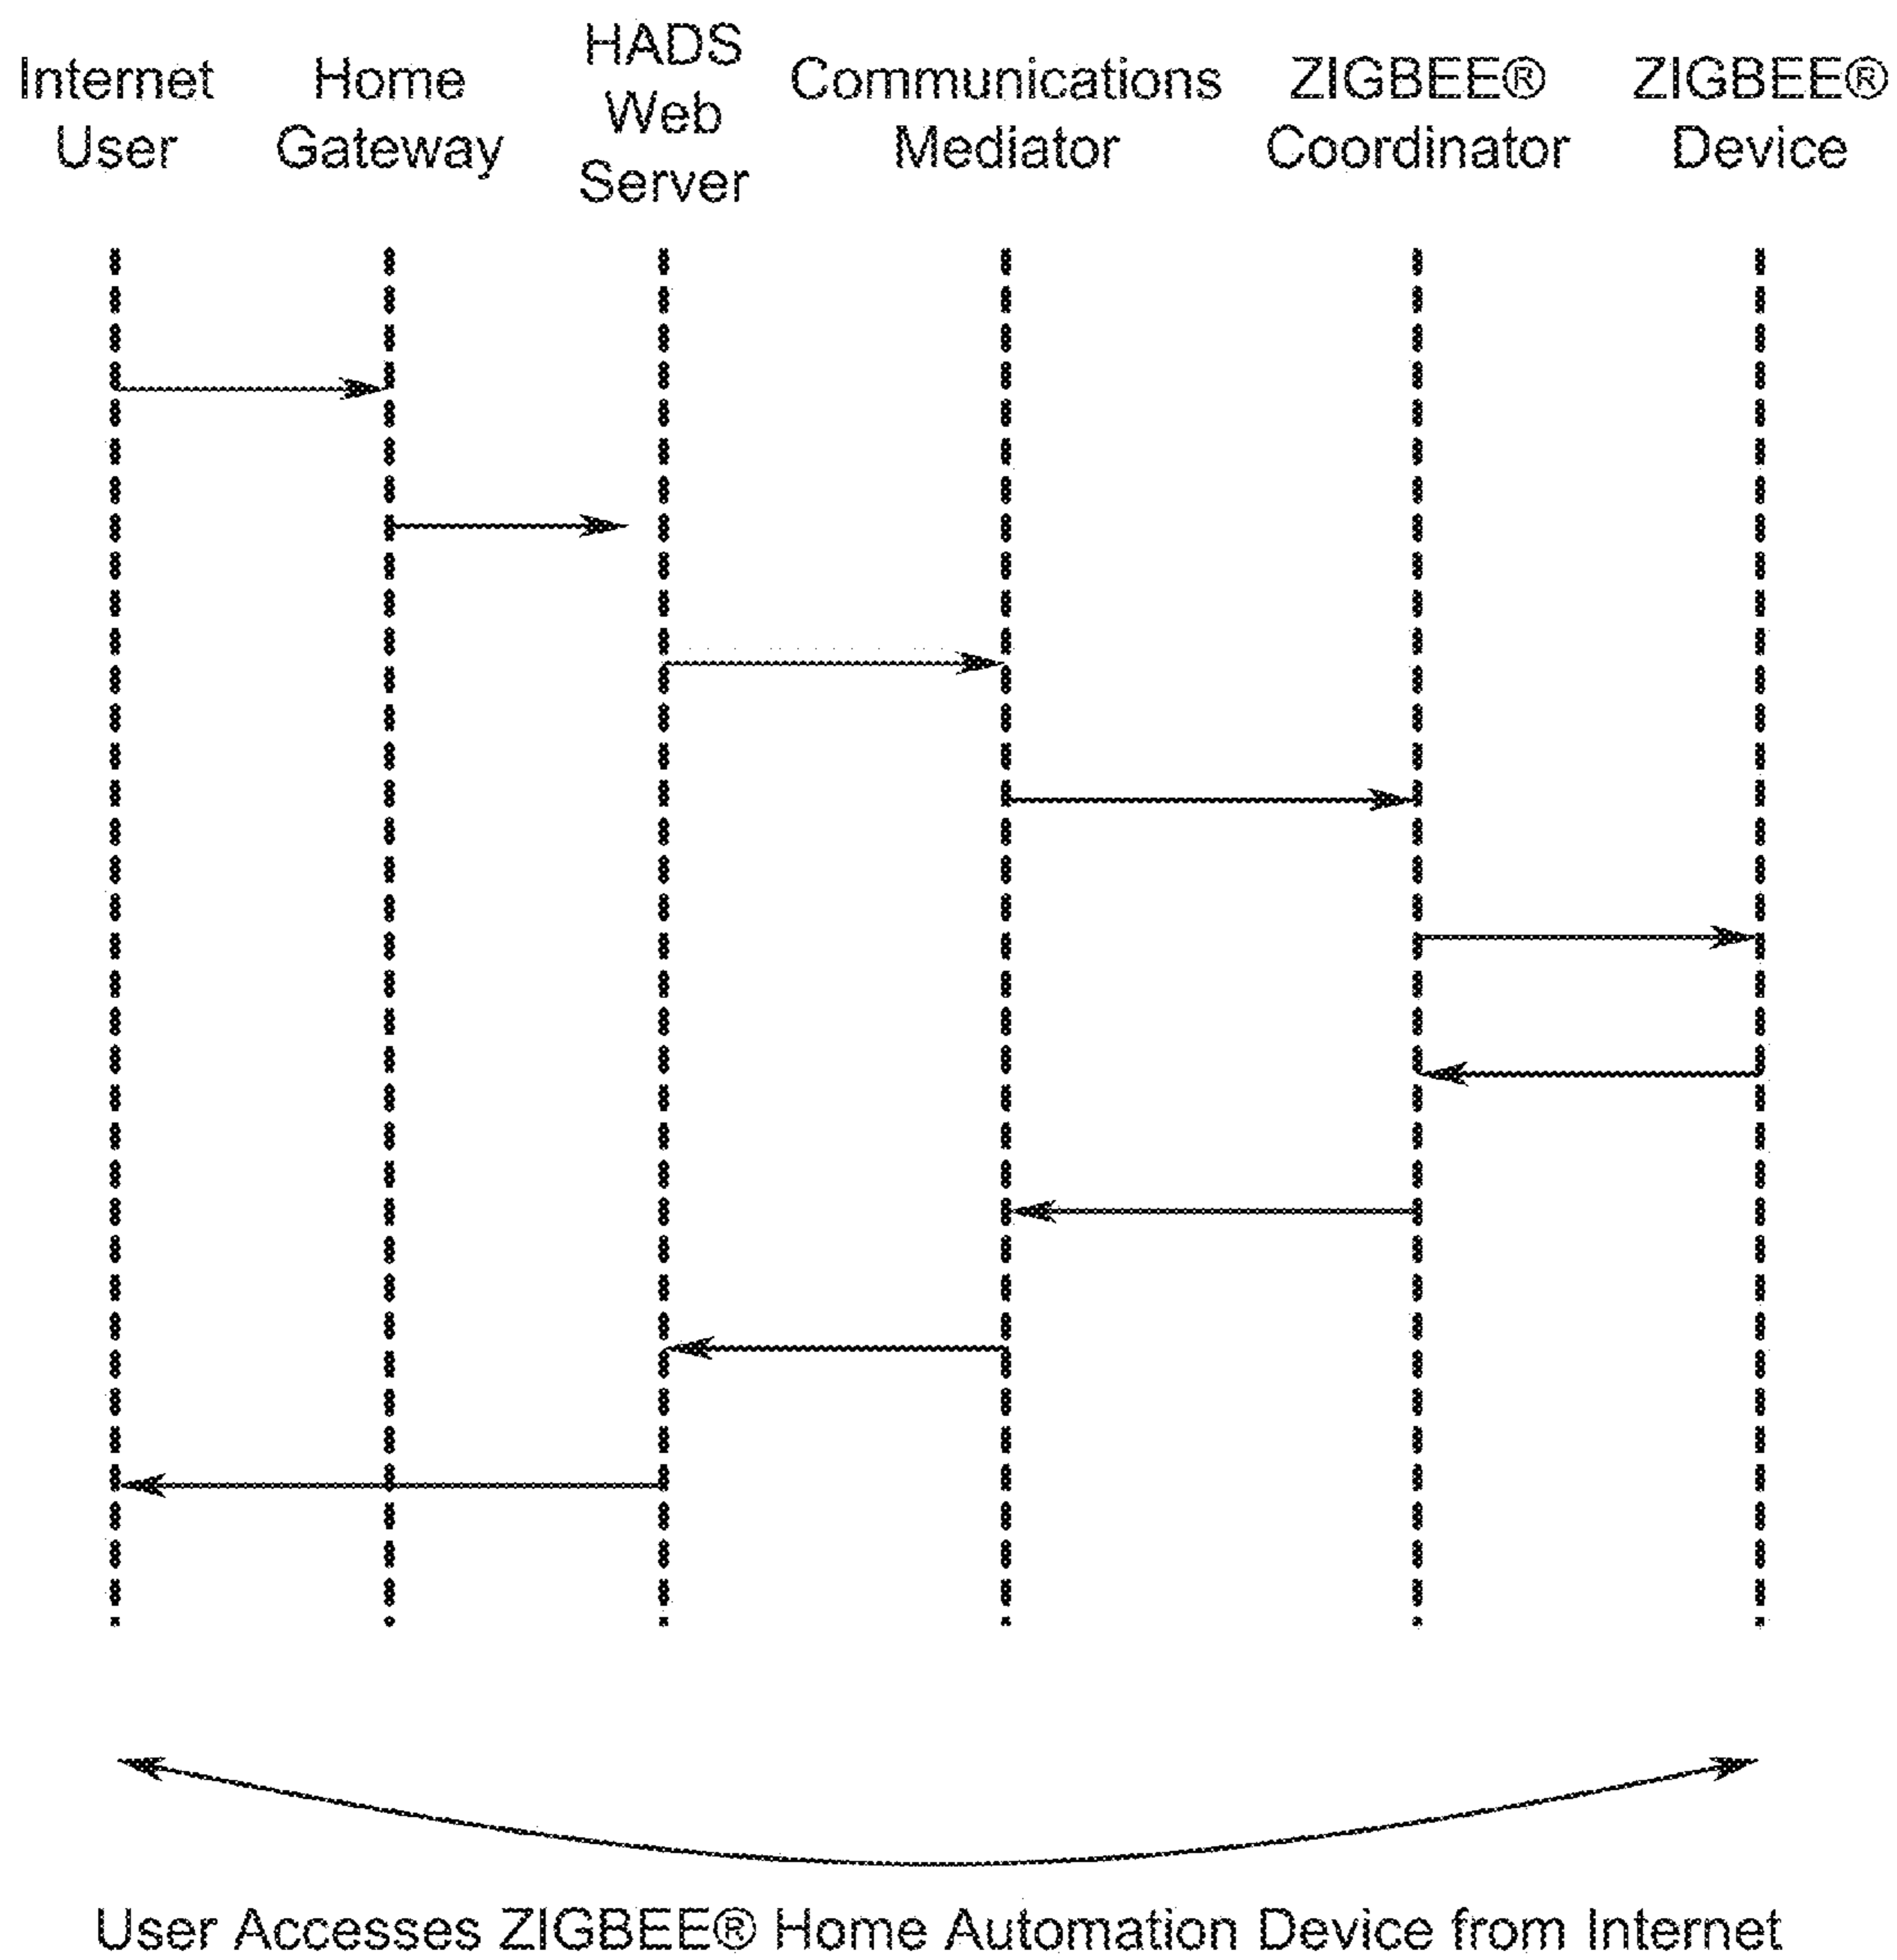 Internet
User
Home
Gateway
HADS
Web
Server
Communications
Mediator
ZIGBEE®
Coordinator
ZIGBEE®
Device
User Accesses ZIGBEE® Home Automation Device from Internet